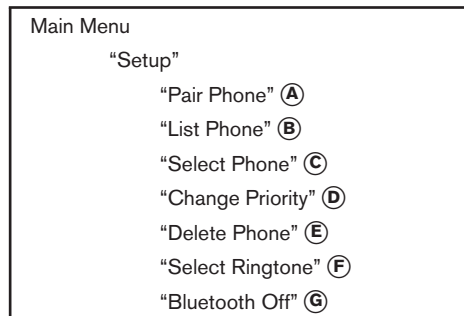 Main Menu
“Setup”
“Pair Phone” Ⓐ
“List Phone” Ⓑ
“Select Phone” Ⓒ
“Change Priority” Ⓓ
“Delete Phone” Ⓔ
“Select Ringtone” Ⓕ
“Bluetooth Off” Ⓖ